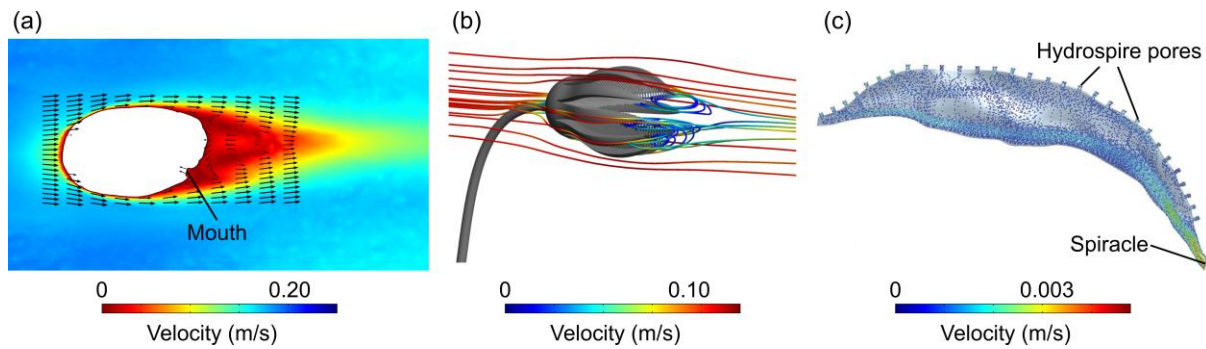 (a)
(b)
(c)
Hydrospire pores
Mouth
Spiracle
0 0.20
Velocity (m/s)
0 0.10
Velocity (m/s)
0 0.003
Velocity (m/s)